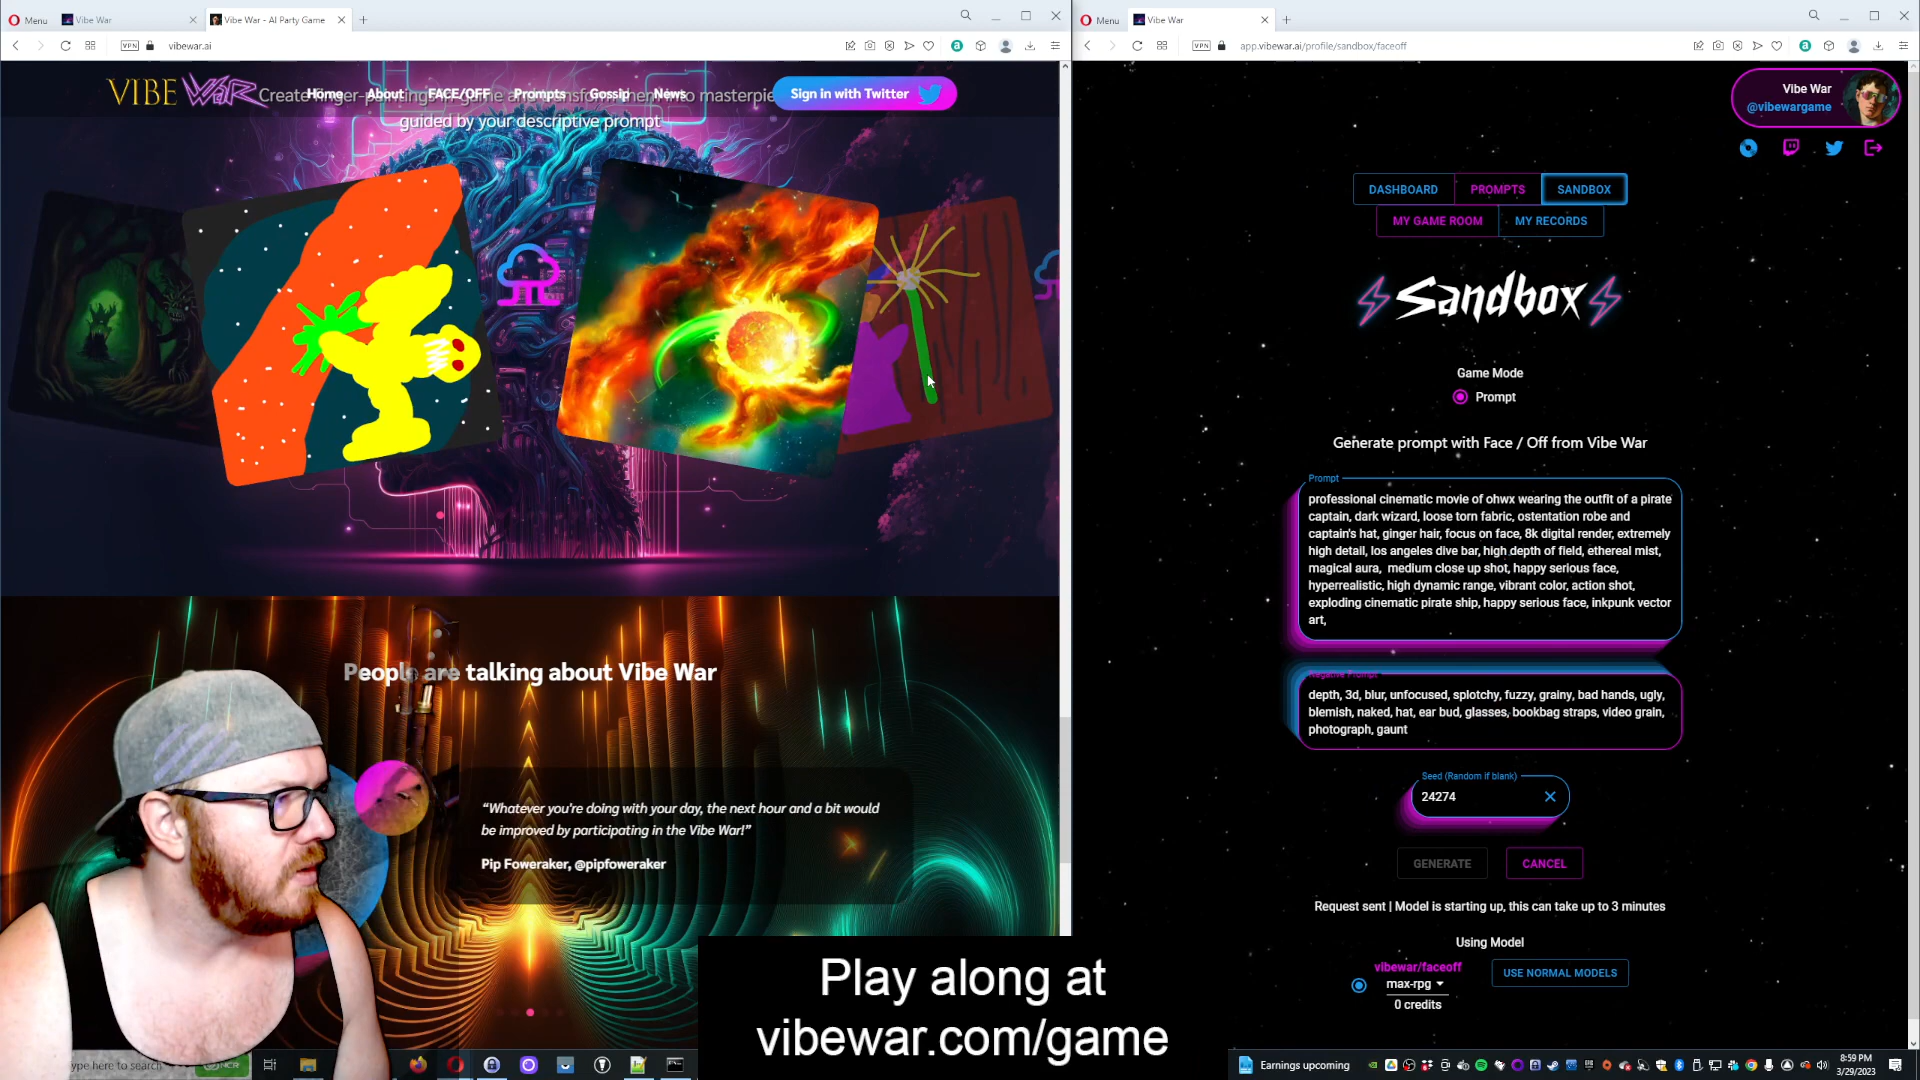 Menu
Vibe War
Vibe War - AI Party Game
VPN
vibewar.ai
VIBE WAR
Home
About
FACE/OFF
Prompts
Gossip
News
Sign in with Twitter
guided by your descriptive prompt
People are talking about Vibe War
“Whatever you're doing with your day, the next hour and a bit would
be improved by participating in the Vibe War!”
Pip Foweraker, @pipfoweraker
Play along at
vibewar.com/game
Menu
Vibe War
VPN
app.vibewar.ai/profile/sandbox/faceoff
Vibe War
@vibewargame
DASHBOARD
PROMPTS
SANDBOX
MY GAME ROOM
MY RECORDS
Sandbox
Game Mode
Prompt
Generate prompt with Face / Off from Vibe War
Prompt
professional cinematic movie of ohwx wearing the outfit of a pirate
captain, dark wizard, loose torn fabric, ostentation robe and
captain's hat, ginger hair, focus on face, 8k digital render, extremely
high detail, los angeles dive bar, high depth of field, ethereal mist,
magical aura, medium close up shot, happy serious face,
hyperrealistic, high dynamic range, vibrant color, action shot,
exploding cinematic pirate ship, happy serious face, inkpunk vector
art,
Negative Prompt
depth, 3d, blur, unfocused, splotchy, fuzzy, grainy, bad hands, ugly,
blemish, naked, hat, ear bud, glasses, bookbag straps, video grain,
photograph, gaunt
Seed (Random if blank)
24274
GENERATE
CANCEL
Request sent | Model is starting up, this can take up to 3 minutes
Using Model
vibewar/faceoff
max-rpg
0 credits
USE NORMAL MODELS
ype here to search
NCR
Earnings upcoming
8:59 PM
3/29/2023